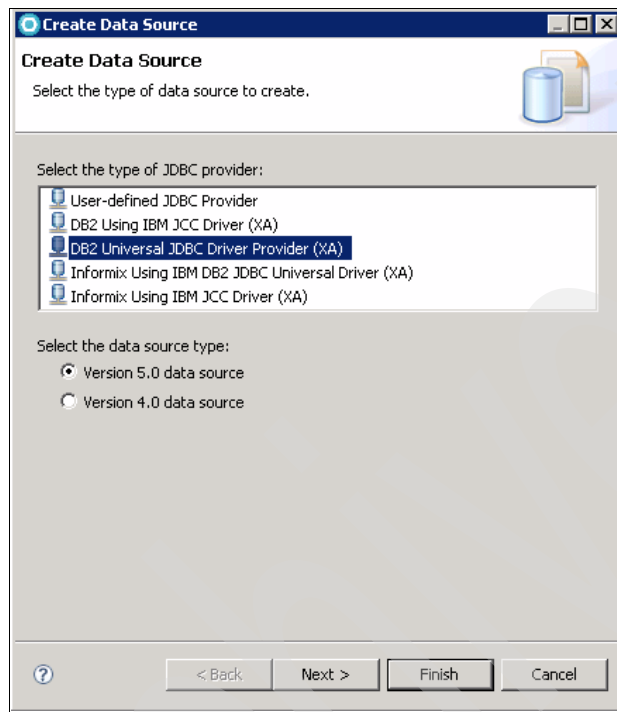 Create Data Source
Create Data Source
Select the type of data source to create.
Select the type of JDBC provider:
User-defined JDBC Provider
DB2 Using IBM JCC Driver (XA)
DB2 Universal JDBC Driver Provider (XA)
Informix Using IBM DB2 JDBC Universal Driver (XA)
Informix Using IBM JCC Driver (XA)
Select the data source type:
Version 5.0 data source
Version 4.0 data source
? < Back Next > Finish Cancel